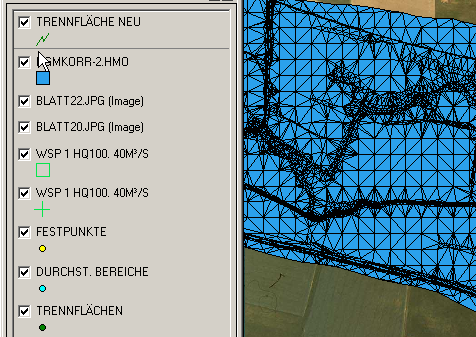 TRENNFLÄCHE NEU
GMKORR-2.HMO
BLATT22.JPG (Image)
BLATT20.JPG (Image)
WSP 1 HQ100. 40M³/S
WSP 1 HQ100. 40M³/S
FESTPUNKTE
DURCHST. BEREICHE
TRENNFLÄCHEN